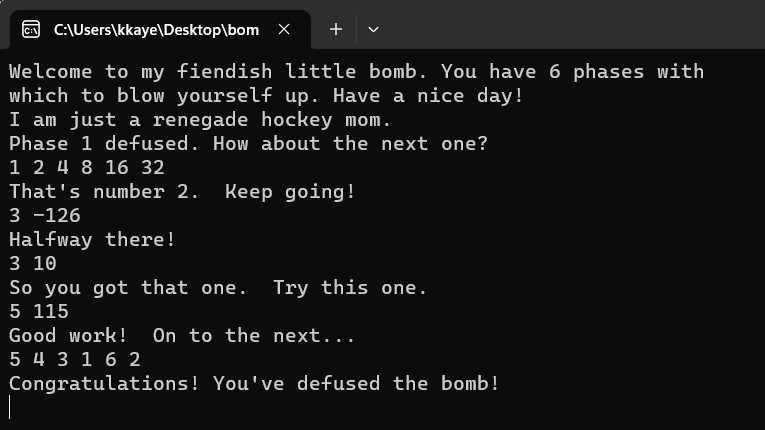 C:\Users\kkaye\Desktop\bom
Welcome to my fiendish little bomb. You have 6 phases with
which to blow yourself up. Have a nice day!
I am just a renegade hockey mom.
Phase 1 defused. How about the next one?
1 2 4 8 16 32
That's number 2.  Keep going!
3 -126
Halfway there!
3 10
So you got that one.  Try this one.
5 115
Good work!  On to the next...
5 4 3 1 6 2
Congratulations! You've defused the bomb!